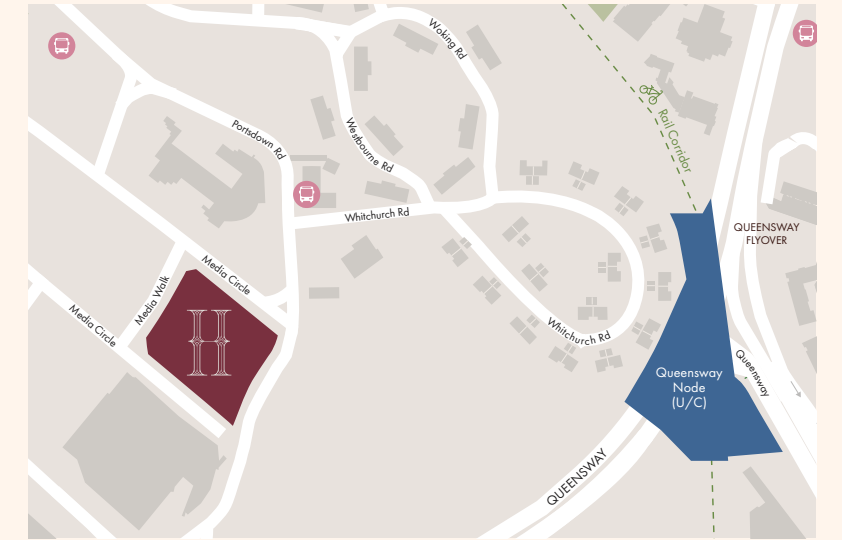 Woking Rd
Portsdown Rd
Westbourne Rd
Rail Corridor
Whitchurch Rd
QUEENSWAY
FLYOVER
Media Circle
Media Walk
Media Circle
Whitchurch Rd
Queensway
Queensway
Node
(U/C)
QUEENSWAY